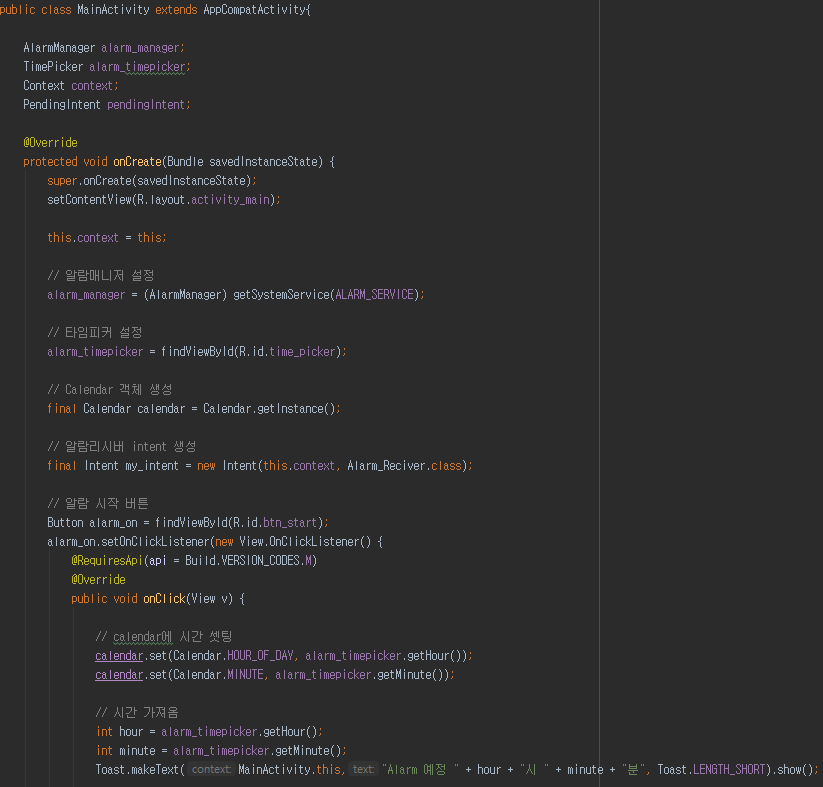 public class MainActivity extends AppCompatActivity{
AlarmManager alarm_manager;
TimePicker alarm_timepicker;
Context context;
PendingIntent pendingIntent;
@Override
protected void onCreate(Bundle savedInstanceState) {
super.onCreate(savedInstanceState);
setContentView(R.layout.activity_main);
this.context = this;
// 알람매니저 설정
alarm_manager = (AlarmManager) getSystemService(ALARM_SERVICE);
// 타임피커 설정
alarm_timepicker = findViewById(R.id.time_picker);
// Calendar 객체 생성
final Calendar calendar = Calendar.getInstance();
// 알람리시버 intent 생성
final Intent my_intent = new Intent(this.context, Alarm_Reciver.class);
// 알람 시작 버튼
Button alarm_on = findViewById(R.id.btn_start);
alarm_on.setOnClickListener(new View.OnClickListener() {
@RequiresApi(api = Build.VERSION_CODES.M)
@Override
public void onClick(View v) {
// calendar에 시간 셋팅
calendar.set(Calendar.HOUR_OF_DAY, alarm_timepicker.getHour());
calendar.set(Calendar.MINUTE, alarm_timepicker.getMinute());
// 시간 가져옴
int hour = alarm_timepicker.getHour();
int minute = alarm_timepicker.getMinute();
Toast.makeText( context: MainActivity.this, text: "Alarm 예정 " + hour + "시 " + minute + "분", Toast.LENGTH_SHORT).show();